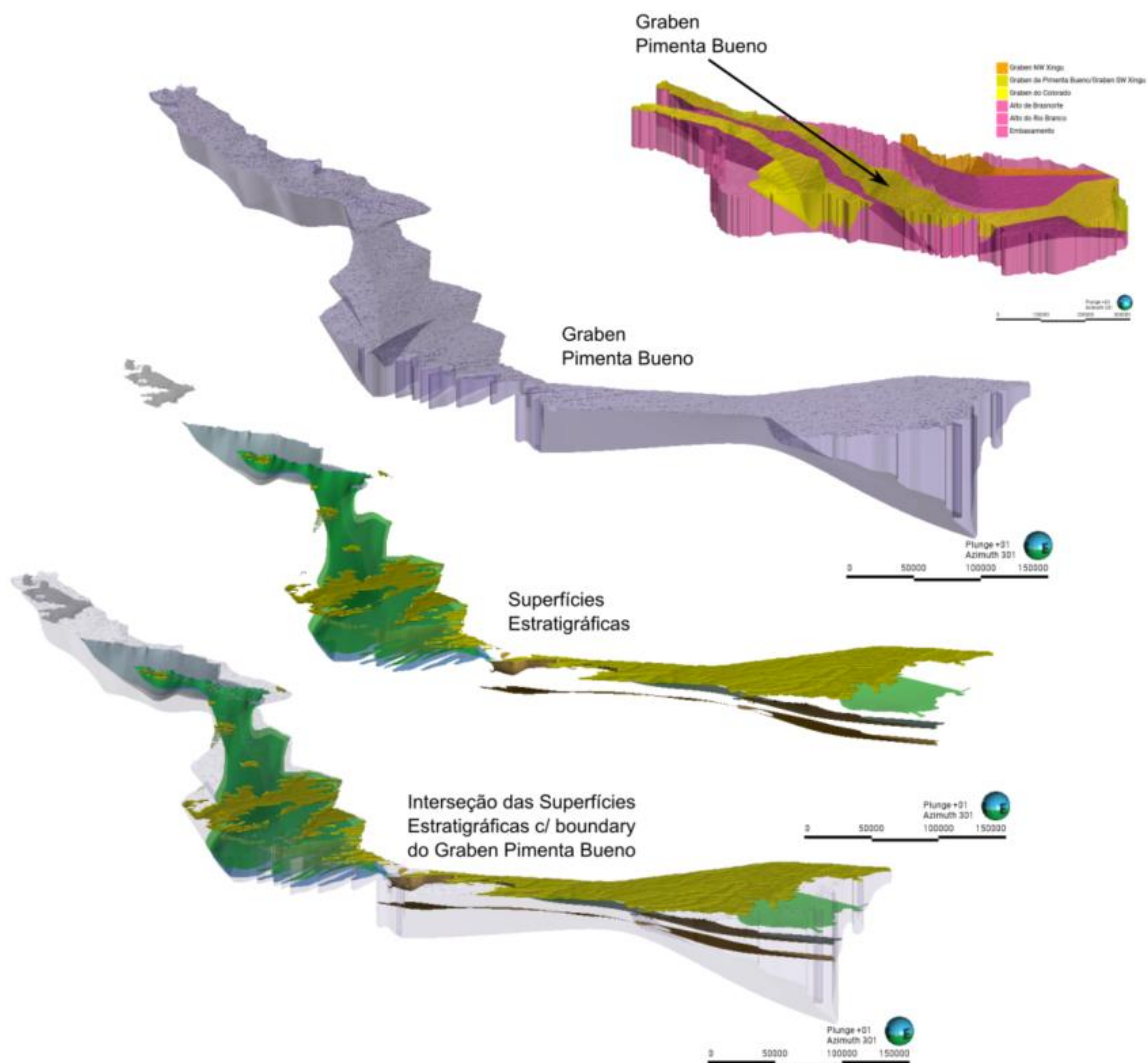 Graben
Pimenta Bueno
Graben NW Xingu
Graben da Pimenta Bueno/Graben SW Xingu
Graben do Colorado
Alto de Brasnorte
Alto do Rio Branco
Embasamento
Plunge +01
0
Graben
Pimenta Bueno
Plunge +01
Azimuth 301
E
0 50000 100000 150000
Superfícies
Estratigráficas
Plunge +01
Azimuth 301
E
0 50000 100000 150000
Interseção das Superfícies
Estratigráficas c/ boundary
do Graben Pimenta Bueno
Plunge +01
Azimuth 301
E
0 50000 100000 150000